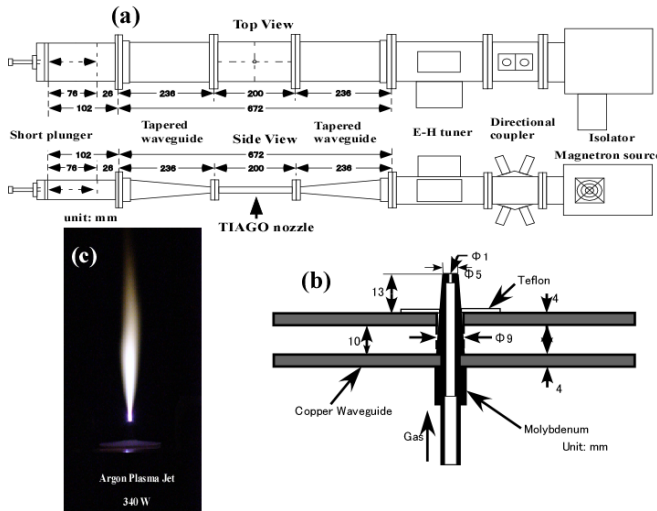 (a)
Top View
76
26
236
200
236
102
672
Short plunger
Tapered
waveguide
Side View
Tapered
waveguide
E-H tuner
Directional
coupler
Isolator
Magnetron source
102
672
76
26
236
200
236
unit: mm
TIAGO nozzle
(c)
Argon Plasma Jet
340 W
(b)
Φ1
Φ5
13
Teflon
4
10
Φ9
4
Copper Waveguide
Gas
Molybdenum
Unit: mm